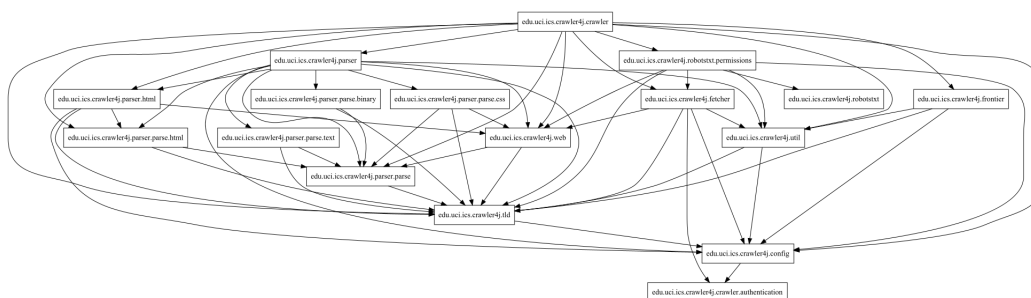 edu.uci.ics.crawler4j.crawler
edu.uci.ics.crawler4j.parser
edu.uci.ics.crawler4j.robotstxt.permissions
edu.uci.ics.crawler4j.parser.html
edu.uci.ics.crawler4j.parser.parse.binary
edu.uci.ics.crawler4j.parser.parse.css
edu.uci.ics.crawler4j.fetcher
edu.uci.ics.crawler4j.robotstxt
edu.uci.ics.crawler4j.frontier
edu.uci.ics.crawler4j.parser.parse.html
edu.uci.ics.crawler4j.parser.parse.text
edu.uci.ics.crawler4j.web
edu.uci.ics.crawler4j.util
edu.uci.ics.crawler4j.parser.parse
edu.uci.ics.crawler4j.tld
edu.uci.ics.crawler4j.config
edu.uci.ics.crawler4j.crawler.authentication